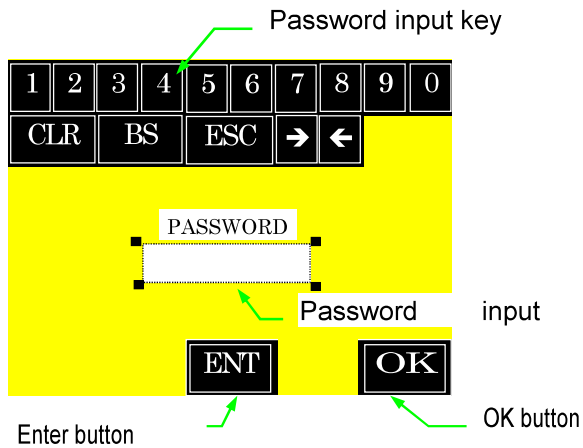 Password input key
1 2 3 4 5 6 7 8 9 0
CLR BS ESC → ←
PASSWORD
Password input
ENT OK
Enter button OK button